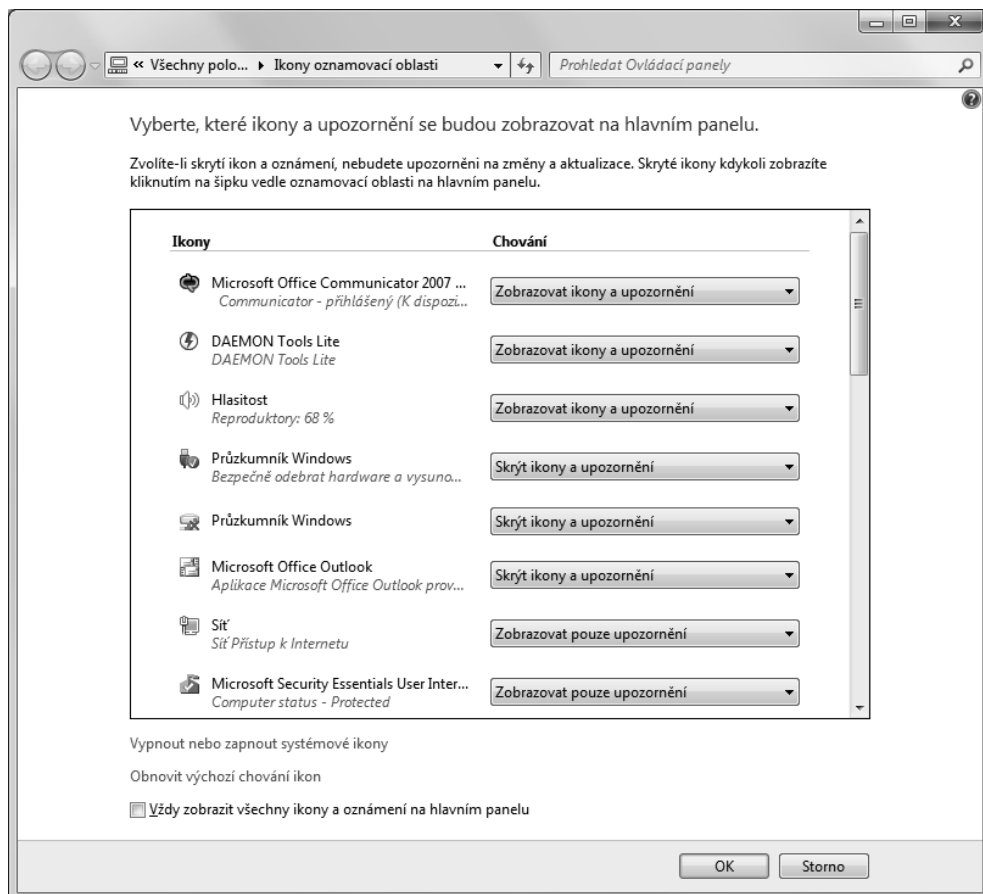 « Všechny polo... ▸ Ikony oznamovací oblasti
Prohledat Ovládací panely
Vyberte, které ikony a upozornění se budou zobrazovat na hlavním panelu.
Zvolíte-li skrytí ikon a oznámení, nebudete upozorněni na změny a aktualizace. Skryté ikony kdykoli zobrazíte
kliknutím na šipku vedle oznamovací oblasti na hlavním panelu.
Ikony Chování
Microsoft Office Communicator 2007 ...
Communicator - přihlášený (K dispozi...
Zobrazovat ikony a upozornění
DAEMON Tools Lite
DAEMON Tools Lite
Zobrazovat ikony a upozornění
Hlasitost
Reproduktory: 68 %
Zobrazovat ikony a upozornění
Průzkumník Windows
Bezpečně odebrat hardware a vysuno...
Skrýt ikony a upozornění
Průzkumník Windows
Skrýt ikony a upozornění
Microsoft Office Outlook
Aplikace Microsoft Office Outlook prov...
Skrýt ikony a upozornění
Síť
Síť Přístup k Internetu
Zobrazovat pouze upozornění
Microsoft Security Essentials User Inter...
Computer status - Protected
Zobrazovat pouze upozornění
Vypnout nebo zapnout systémové ikony
Obnovit výchozí chování ikon
Vždy zobrazit všechny ikony a oznámení na hlavním panelu
OK Storno